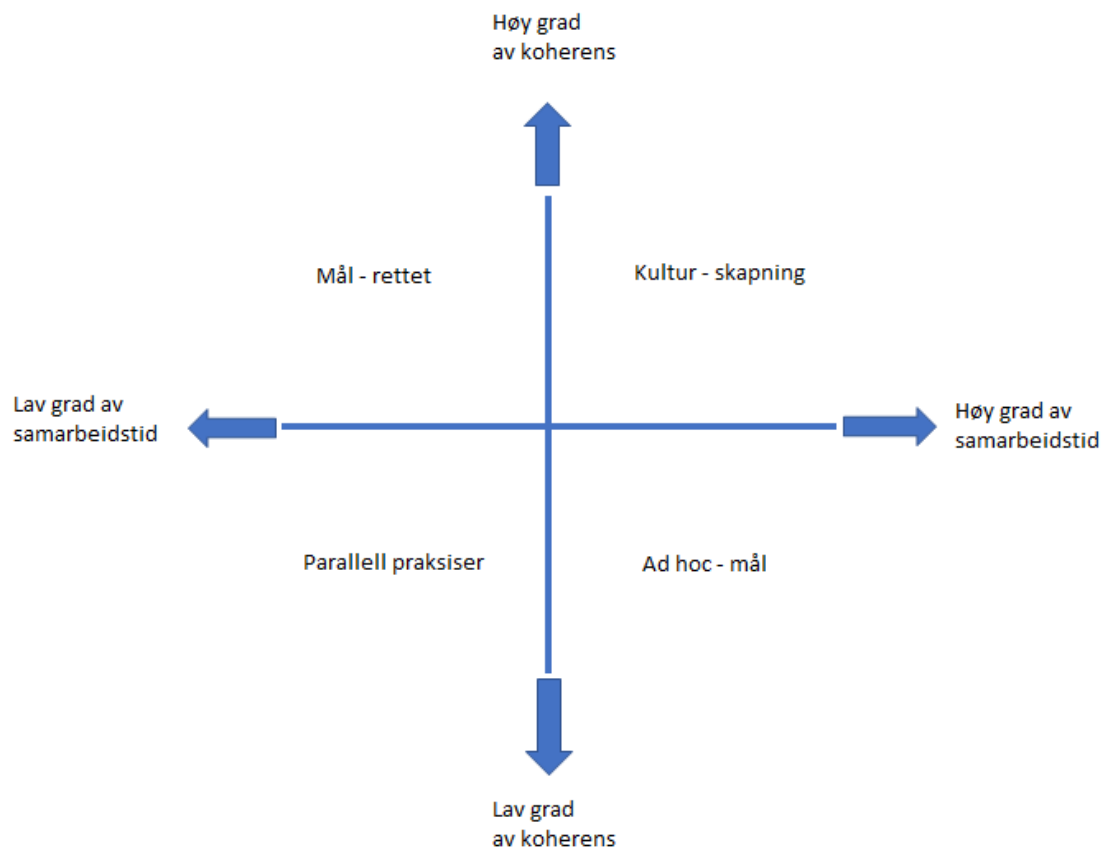 Høy grad
av koherens
Mål - rettet
Kultur - skapning
Lav grad av
samarbeidstid
Høy grad av
samarbeidstid
Parallell praksiser
Ad hoc - mål
Lav grad
av koherens